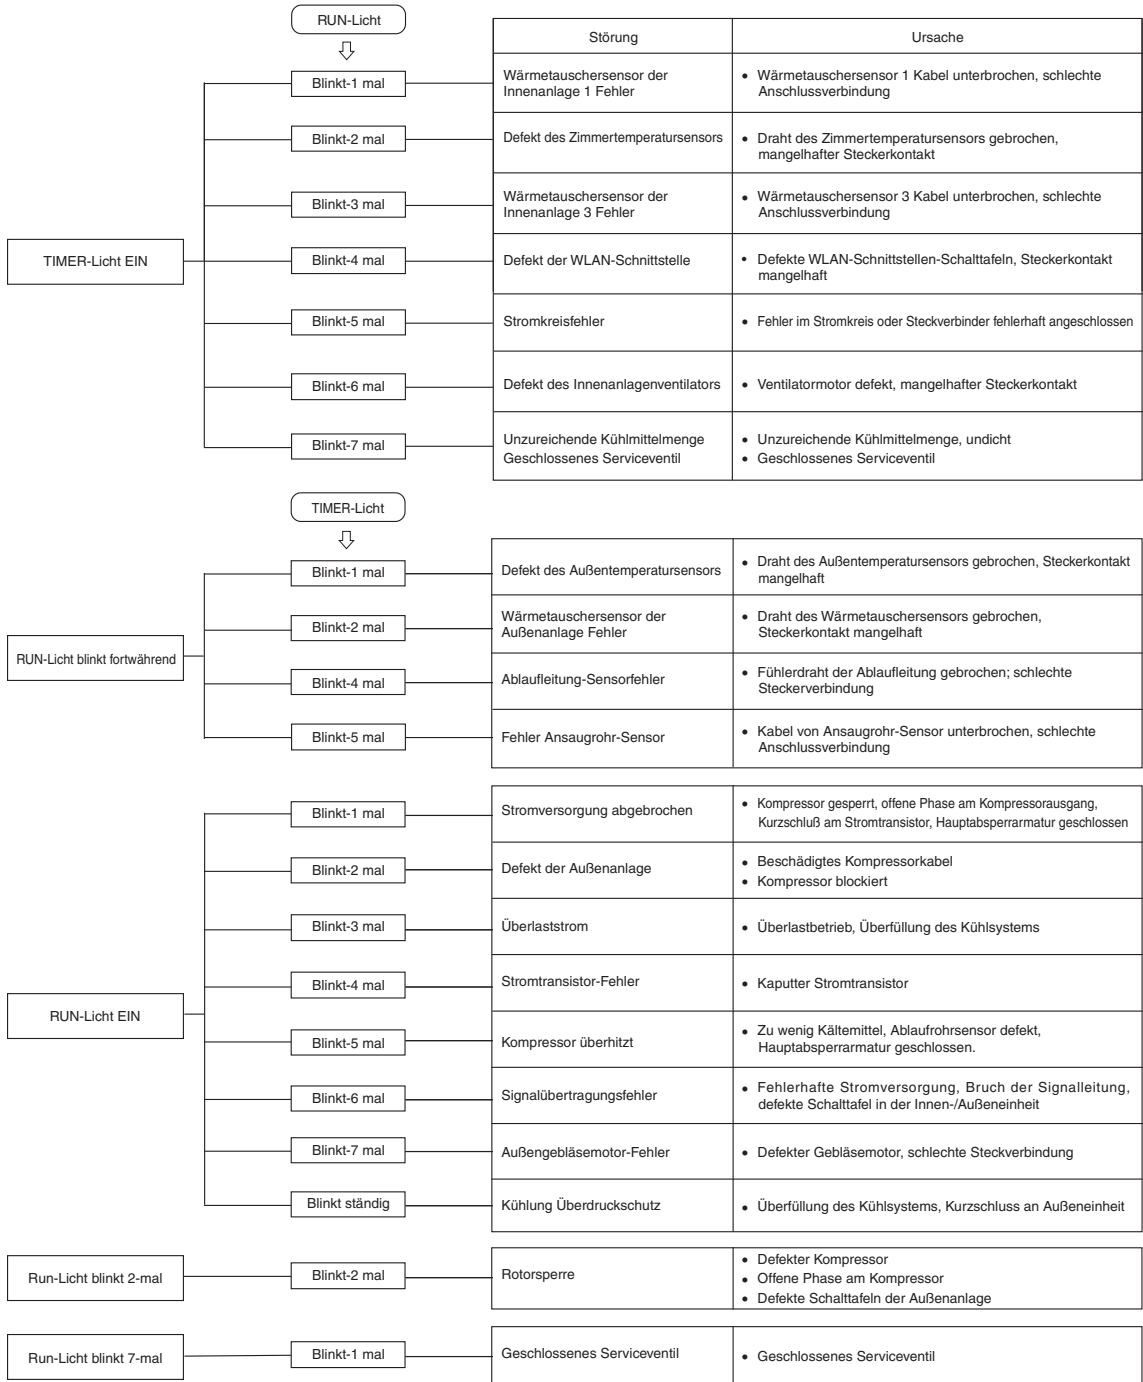 RUN-Licht
Störung
Ursache
TIMER-Licht EIN
Blinkt-1 mal
Wärmetauschersensor der
Innenanlage 1 Fehler
• Wärmetauschersensor 1 Kabel unterbrochen, schlechte
Anschlussverbindung
Blinkt-2 mal
Defekt des Zimmertemperatursensors
• Draht des Zimmertemperatursensors gebrochen,
mangelhafter Steckerkontakt
Blinkt-3 mal
Wärmetauschersensor der
Innenanlage 3 Fehler
• Wärmetauschersensor 3 Kabel unterbrochen, schlechte
Anschlussverbindung
Blinkt-4 mal
Defekt der WLAN-Schnittstelle
• Defekte WLAN-Schnittstellen-Schalttafeln, Steckerkontakt
mangelhaft
Blinkt-5 mal
Stromkreisfehler
• Fehler im Stromkreis oder Steckverbinder fehlerhaft angeschlossen
Blinkt-6 mal
Defekt des Innenanlagenventilators
• Ventilatormotor defekt, mangelhafter Steckerkontakt
Blinkt-7 mal
Unzureichende Kühlmittelmenge
Geschlossenes Serviceventil
• Unzureichende Kühlmittelmenge, undicht
• Geschlossenes Serviceventil
TIMER-Licht
RUN-Licht blinkt fortwährend
Blinkt-1 mal
Defekt des Außentemperatursensors
• Draht des Außentemperatursensors gebrochen, Steckerkontakt
mangelhaft
Blinkt-2 mal
Wärmetauschersensor der
Außenanlage Fehler
• Draht des Wärmetauschersensors gebrochen,
Steckerkontakt mangelhaft
Blinkt-4 mal
Ablaufleitung-Sensorfehler
• Fühlerdraht der Ablaufleitung gebrochen; schlechte
Steckerverbindung
Blinkt-5 mal
Fehler Ansaugrohr-Sensor
• Kabel von Ansaugrohr-Sensor unterbrochen, schlechte
Anschlussverbindung
RUN-Licht EIN
Blinkt-1 mal
Stromversorgung abgebrochen
• Kompressor gesperrt, offene Phase am Kompressorausgang,
Kurzschluß am Stromtransistor, Hauptabsperrarmatur geschlossen
Blinkt-2 mal
Defekt der Außenanlage
• Beschädigtes Kompressorkabel
• Kompressor blockiert
Blinkt-3 mal
Überlaststrom
• Überlastbetrieb, Überfüllung des Kühlsystems
Blinkt-4 mal
Stromtransistor-Fehler
• Kaputter Stromtransistor
Blinkt-5 mal
Kompressor überhitzt
• Zu wenig Kältemittel, Ablaufrohrsensor defekt,
Hauptabsperrarmatur geschlossen.
Blinkt-6 mal
Signalübertragungsfehler
• Fehlerhafte Stromversorgung, Bruch der Signalleitung,
defekte Schalttafel in der Innen-/Außeneinheit
Blinkt-7 mal
Außengebläsemotor-Fehler
• Defekter Gebläsemotor, schlechte Steckverbindung
Blinkt ständig
Kühlung Überdruckschutz
• Überfüllung des Kühlsystems, Kurzschluss an Außeneinheit
Run-Licht blinkt 2-mal
Blinkt-2 mal
Rotorsperre
• Defekter Kompressor
• Offene Phase am Kompressor
• Defekte Schalttafeln der Außenanlage
Run-Licht blinkt 7-mal
Blinkt-1 mal
Geschlossenes Serviceventil
• Geschlossenes Serviceventil